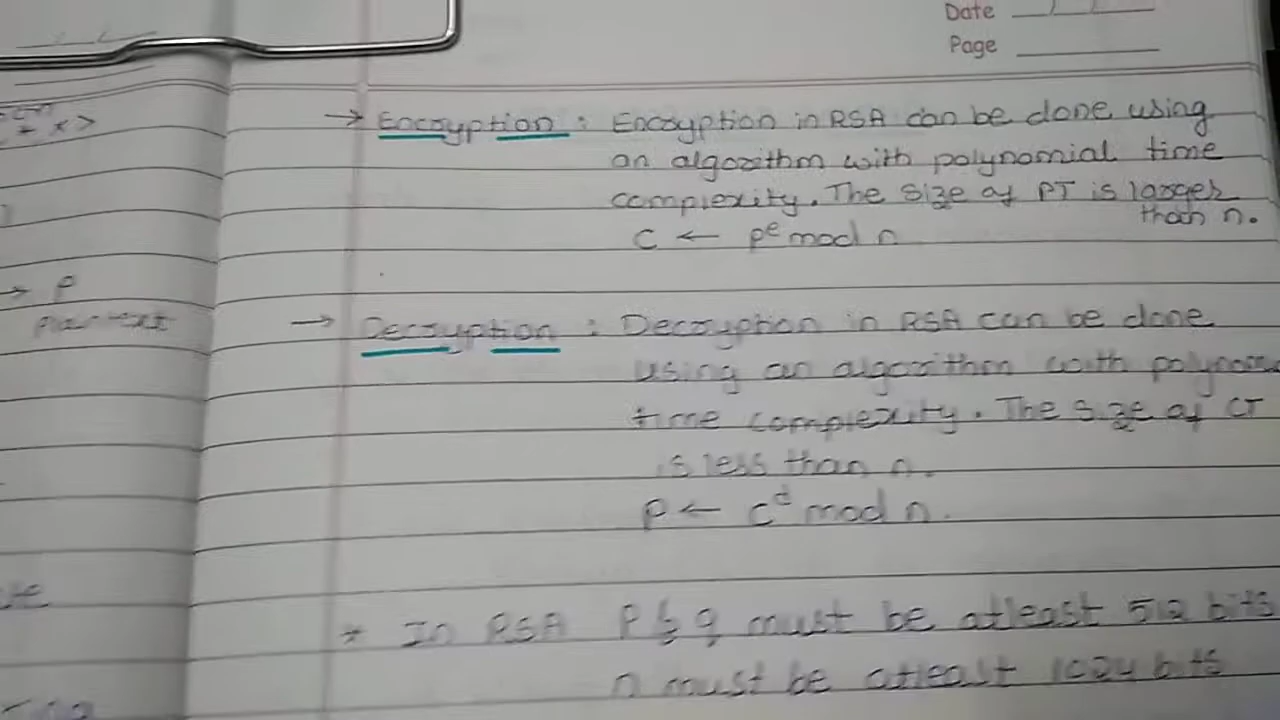 Date
Page
→ Encryption : Encryption in RSA can be done using
an algorithm with polynomial time
complexity. The size of PT is larger
than n.
C ← Pᵉ mod n
→ P
plaintext
→ Decryption : Decryption in RSA can be done
using an algorithm with
time complexity. The size of CT
is less than n.
P ← Cᵈ mod n.
* In RSA P & q must be atleast 512 bits
n must be atleast 1024 bits